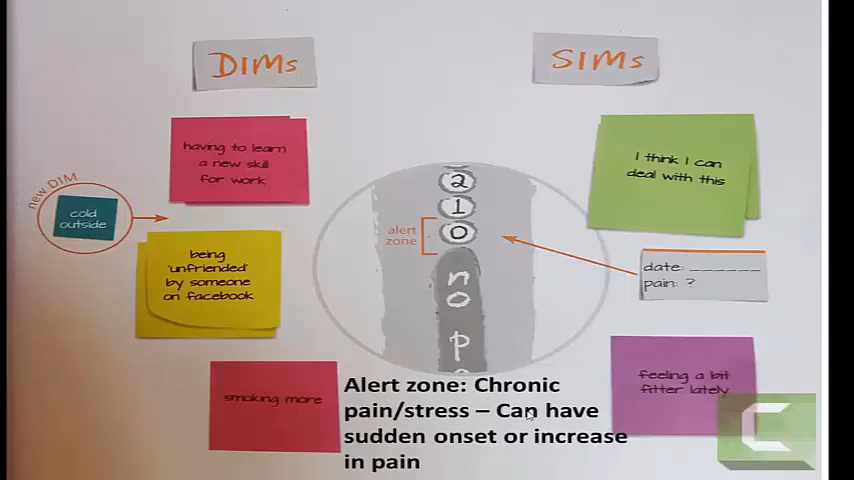 DIMs
SIMs
having to learn
a new skill
for work
I think I can
deal with this
new DIM
cold
outside
2
1
0
alert
zone
no p
date: ______
pain: ?
being
'unfriended'
by someone
on facebook
feeling a bit
fitter lately
smoking more
Alert zone: Chronic
pain/stress – Can have
sudden onset or increase
in pain
C